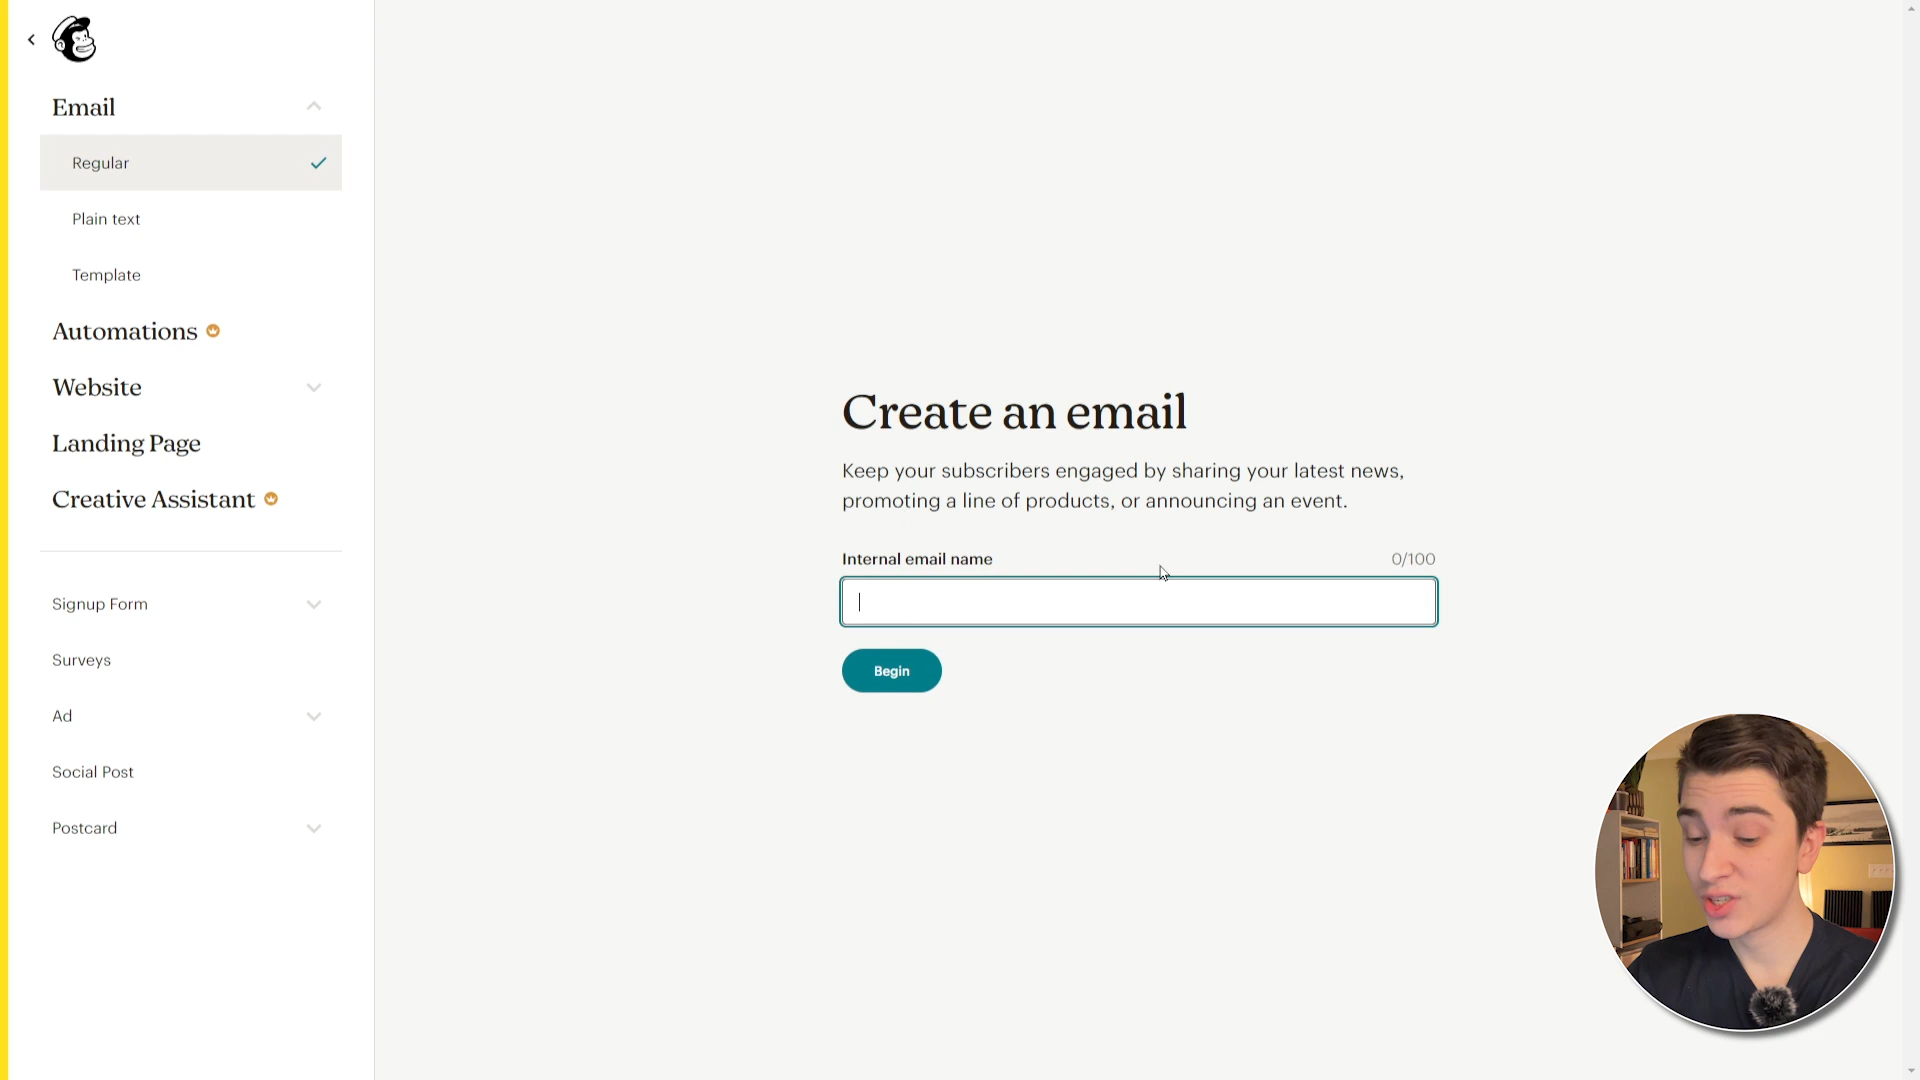 Email
Regular
Plain text
Template
Automations
Website
Landing Page
Creative Assistant
Signup Form
Surveys
Ad
Social Post
Postcard
Create an email
Keep your subscribers engaged by sharing your latest news,
promoting a line of products, or announcing an event.
Internal email name 0/100
Begin